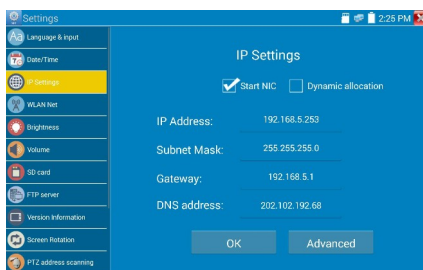 Settings
2:25 PM
Language & input
Date/Time
IP Settings
WLAN Net
Brightness
Volume
SD card
FTP server
Version Information
Screen Rotation
PTZ address scanning
IP Settings
Start NIC Dynamic allocation
IP Address: 192.168.5.253
Subnet Mask: 255.255.255.0
Gateway: 192.168.5.1
DNS address: 202.102.192.68
OK Advanced